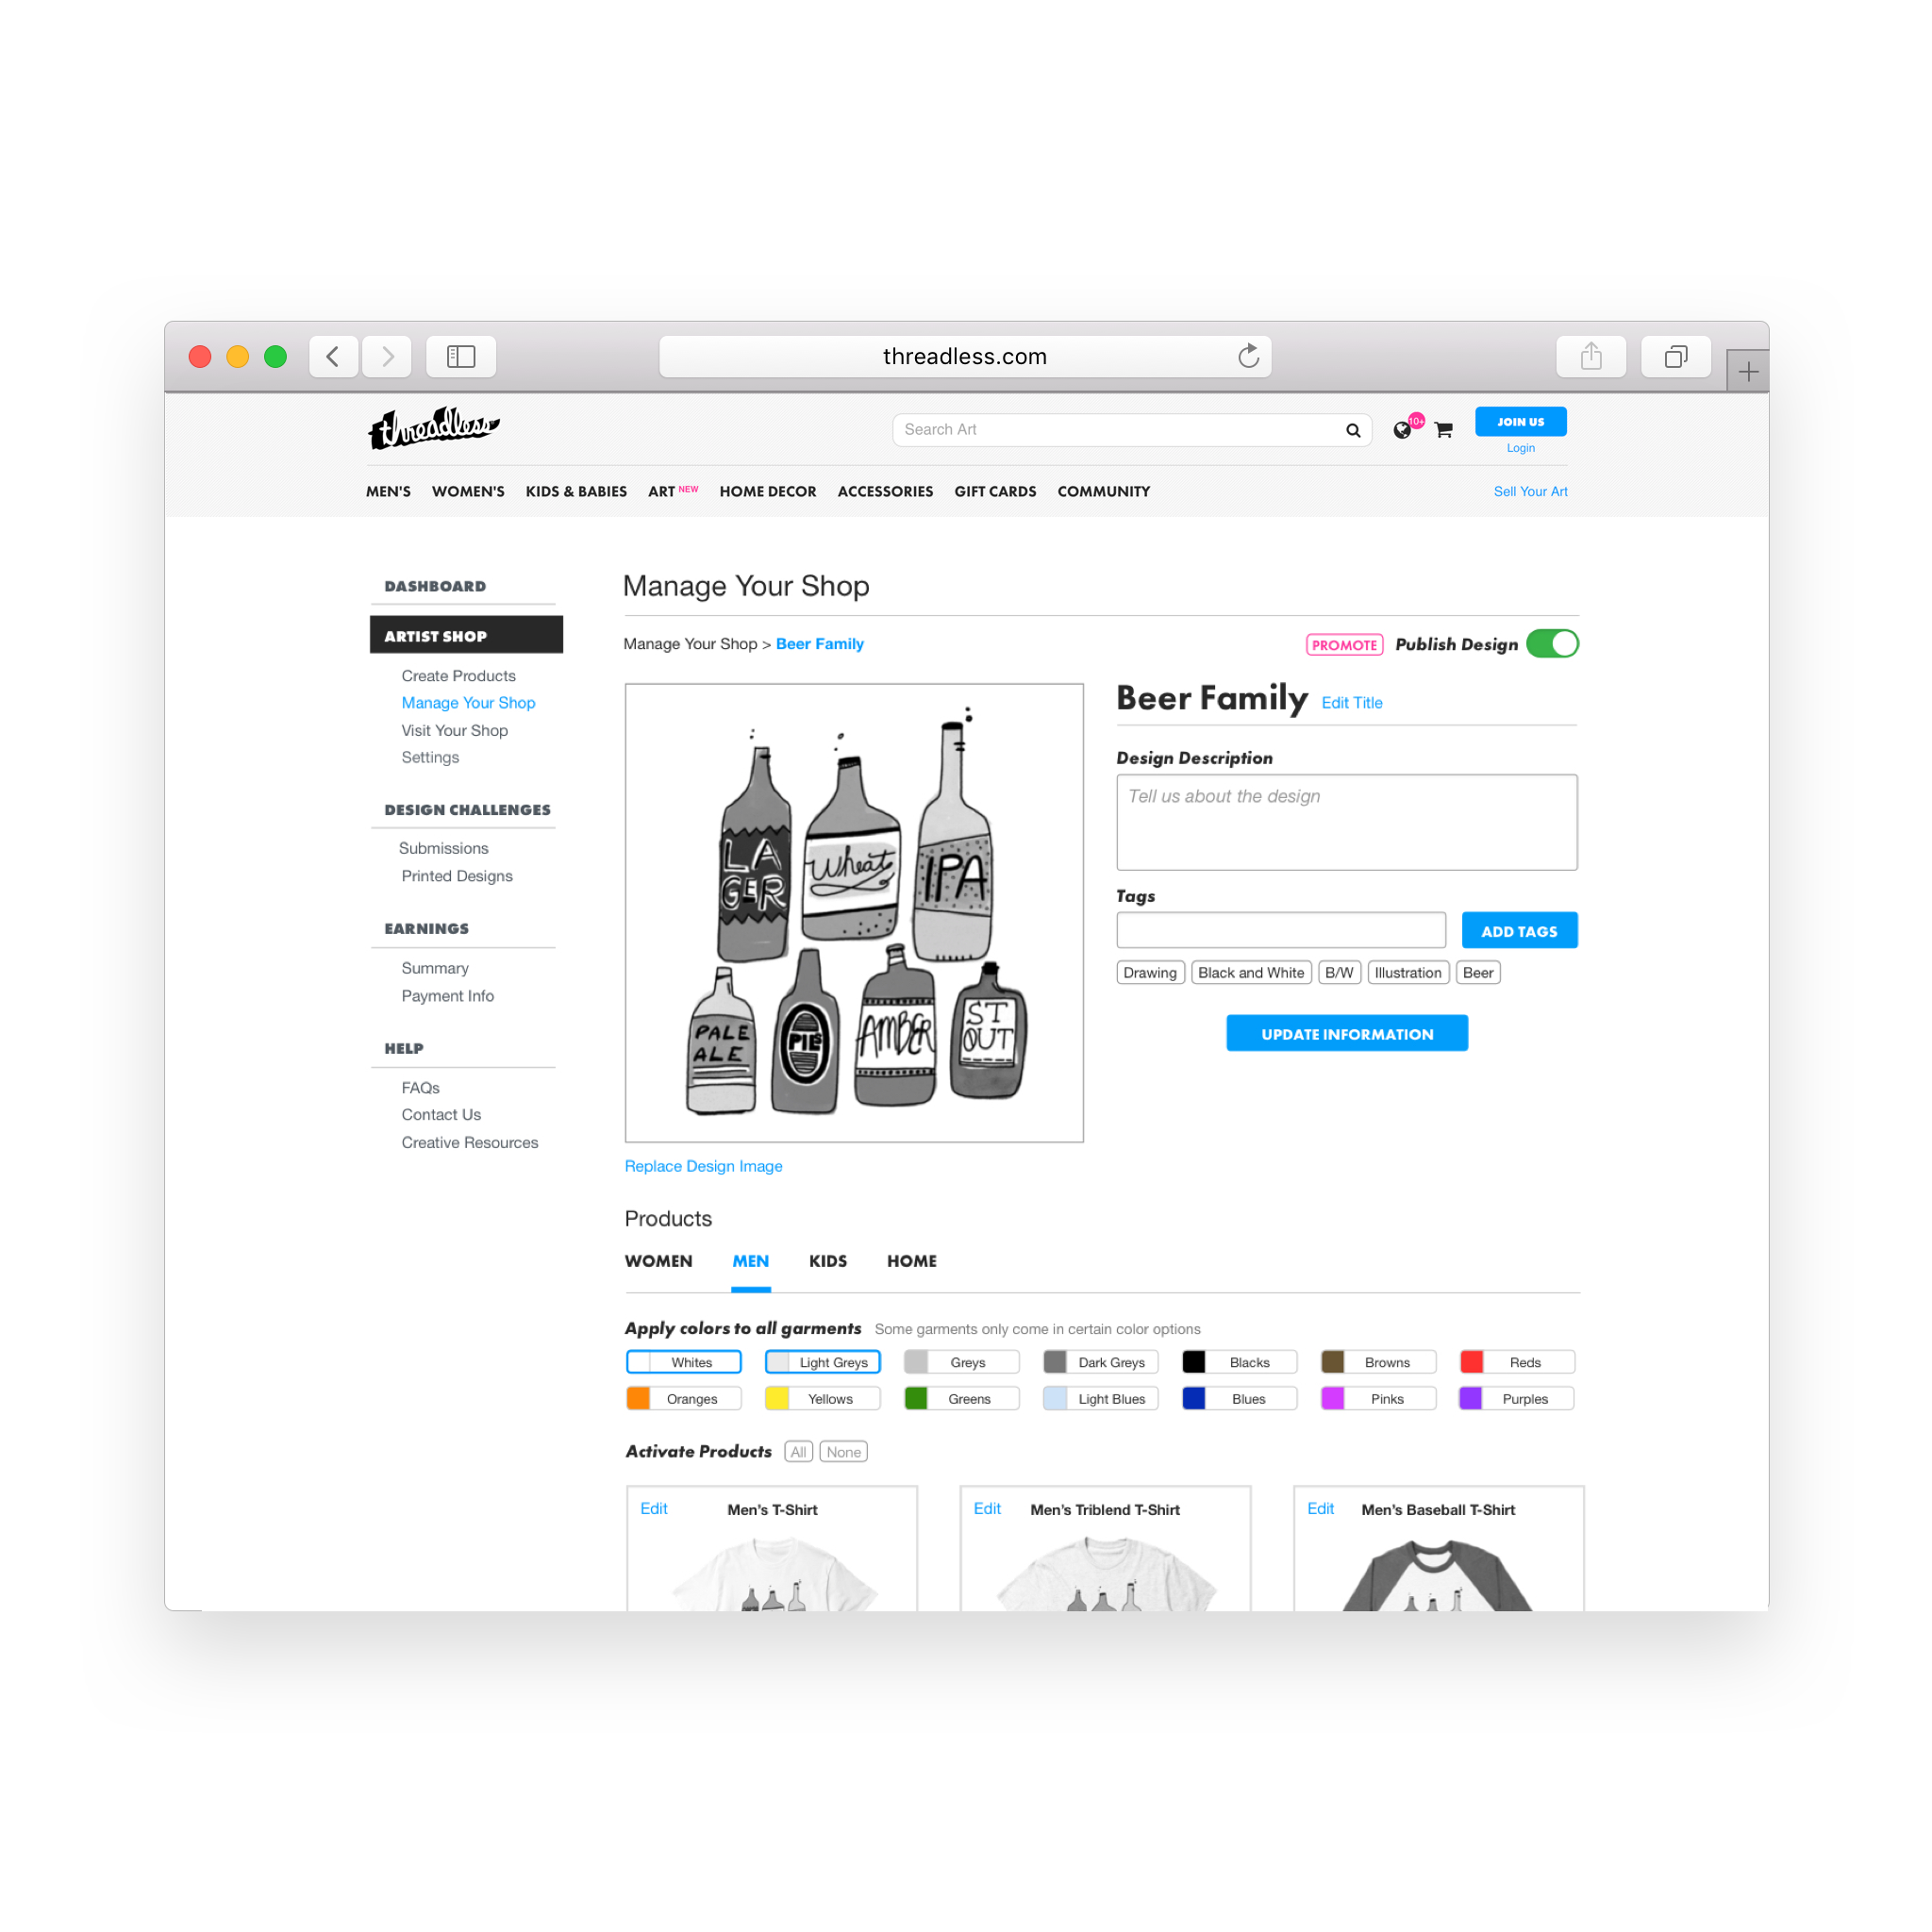 threadless.com
threadless
Search Art
10+
JOIN US
Login
MEN'S WOMEN'S KIDS & BABIES ART NEW HOME DECOR ACCESSORIES GIFT CARDS COMMUNITY Sell Your Art
DASHBOARD
ARTIST SHOP
Create Products
Manage Your Shop
Visit Your Shop
Settings
DESIGN CHALLENGES
Submissions
Printed Designs
EARNINGS
Summary
Payment Info
HELP
FAQs
Contact Us
Creative Resources
Manage Your Shop
Manage Your Shop > Beer Family
PROMOTE Publish Design
LA
GER
Wheat
IPA
PALE
ALE
PILS
AMBER
ST
OUT
Replace Design Image
Beer Family Edit Title
Design Description
Tell us about the design
Tags
ADD TAGS
Drawing Black and White B/W Illustration Beer
UPDATE INFORMATION
Products
WOMEN MEN KIDS HOME
Apply colors to all garments Some garments only come in certain color options
Whites Light Greys Greys Dark Greys Blacks Browns Reds
Oranges Yellows Greens Light Blues Blues Pinks Purples
Activate Products All None
Edit Men's T-Shirt
Edit Men's Triblend T-Shirt
Edit Men's Baseball T-Shirt